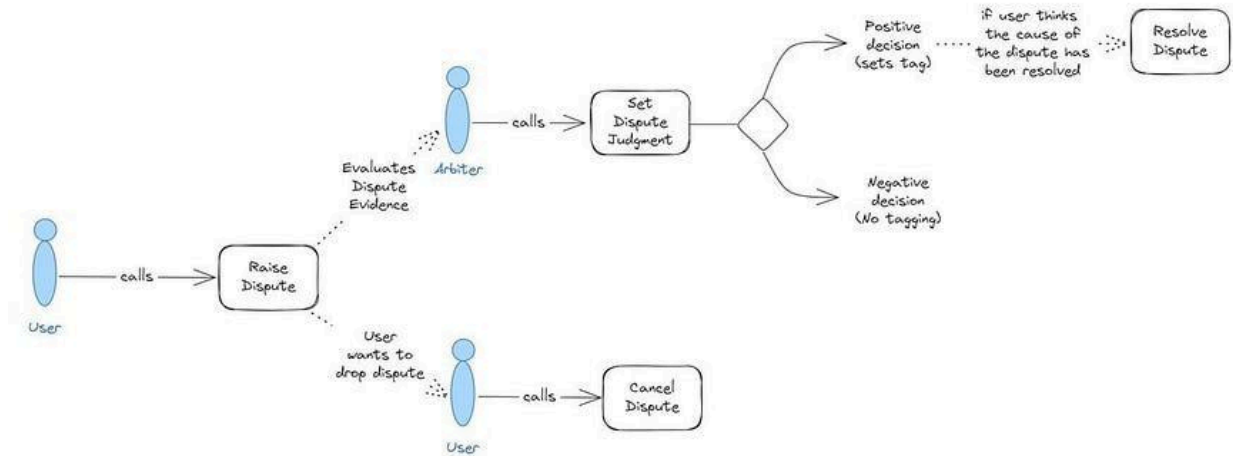 User
calls
Raise
Dispute
Evaluates
Dispute
Evidence
Arbiter
calls
Set
Dispute
Judgment
Positive
decision
(sets tag)
if user thinks
the cause of
the dispute has
been resolved
Resolve
Dispute
Negative
decision
(No tagging)
User
wants to
drop dispute
User
calls
Cancel
Dispute